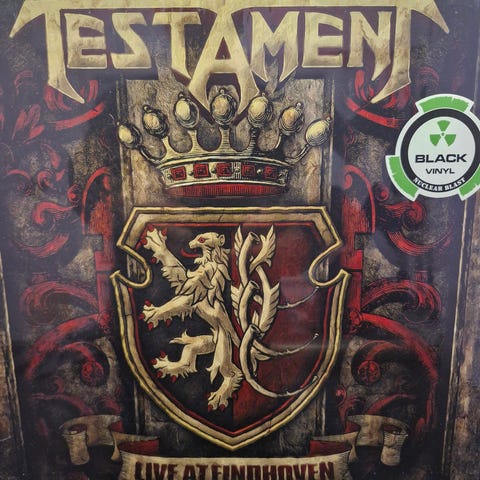 TESTAMENT
BLACK
VINYL
NUCLEAR BLAST
LIVE AT EINDHOVEN